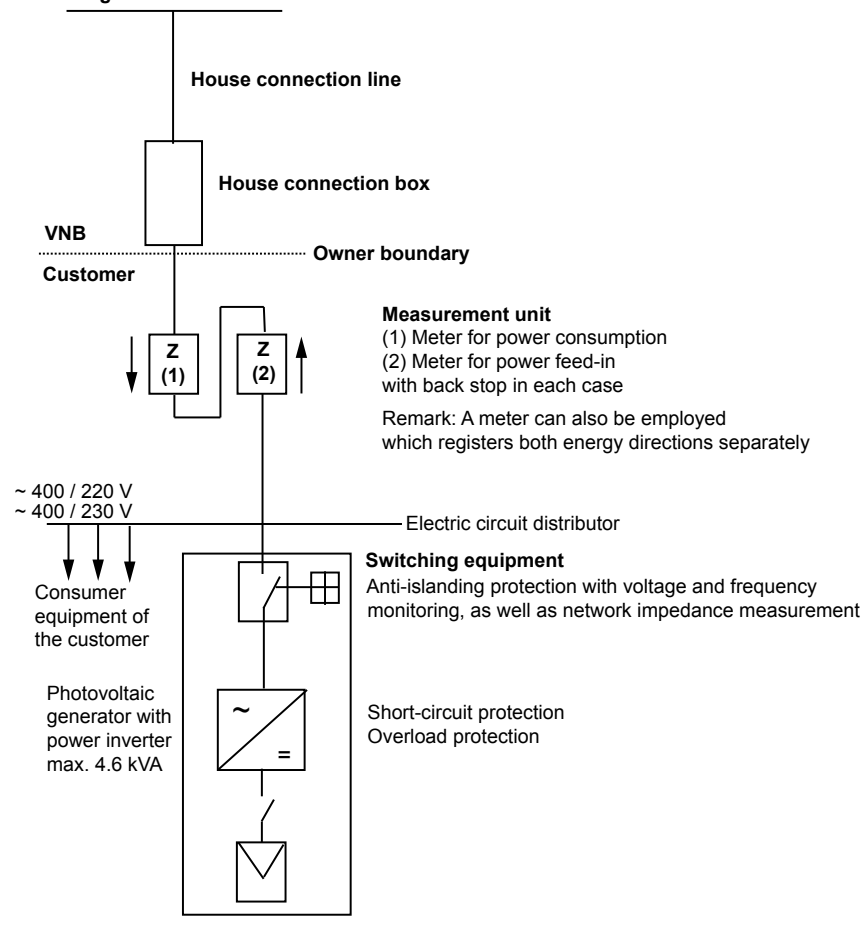 House connection line
House connection box
VNB
Owner boundary
Customer
Measurement unit
(1) Meter for power consumption
(2) Meter for power feed-in
with back stop in each case
Remark: A meter can also be employed
which registers both energy directions separately
Z
(1)
Z
(2)
~ 400 / 220 V
~ 400 / 230 V
Electric circuit distributor
Consumer
equipment of
the customer
Switching equipment
Anti-islanding protection with voltage and frequency
monitoring, as well as network impedance measurement
Photovoltaic
generator with
power inverter
max. 4.6 kVA
~
=
Short-circuit protection
Overload protection